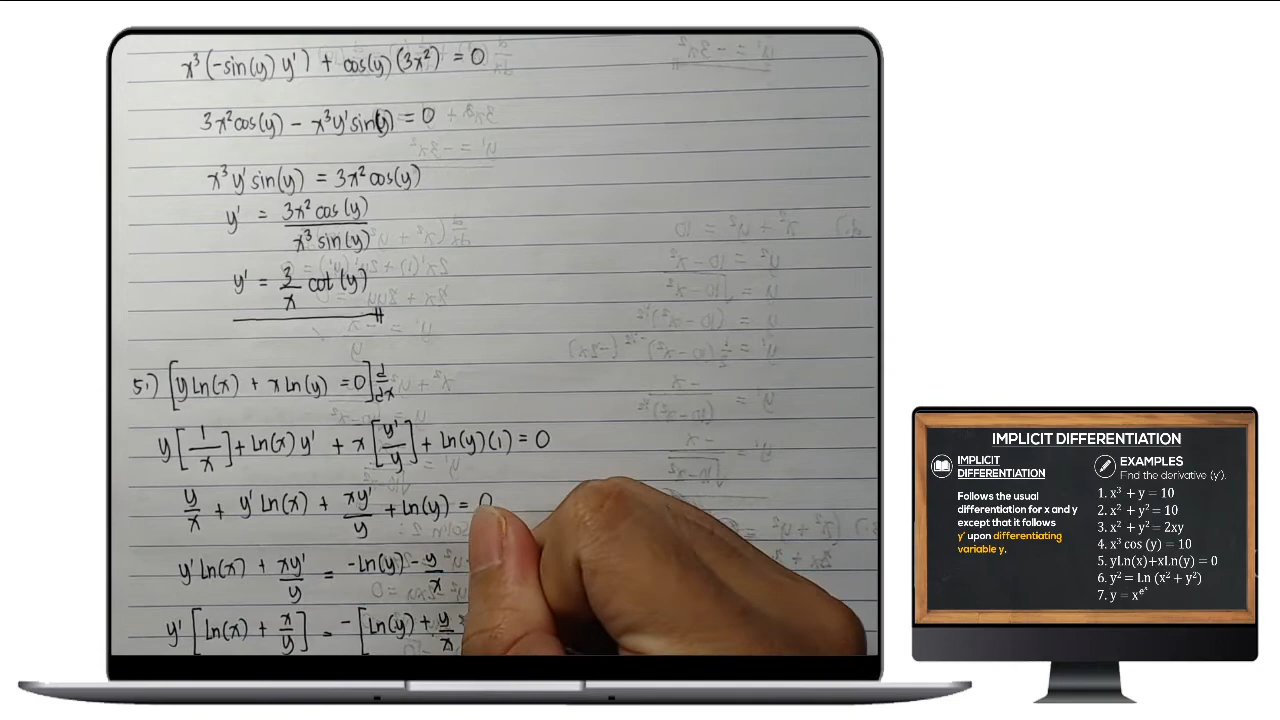 x³(-sin(y) y') + cos(y)(3x²) = 0
3x²cos(y) - x³y'sin(y) = 0
x³y'sin(y) = 3x²cos(y)
y' = 3x² cos(y) / x³ sin(y)
y' = 3/x cot(y)
5.) [y Ln(x) + x Ln(y) = 0] d/dx
y[1/x] + Ln(x) y' + x[y'/y] + Ln(y)(1) = 0
y/x + y' Ln(x) + xy'/y + Ln(y) = 0
y' Ln(x) + xy'/y = -Ln(y) - y/x
y' [Ln(x) + x/y] = -[Ln(y) + y/x
IMPLICIT DIFFERENTIATION
IMPLICIT
DIFFERENTIATION
Follows the usual
differentiation for x and y
except that it follows
y' upon differentiating
variable y.
EXAMPLES
Find the derivative (y').
1. x³ + y = 10
2. x² + y² = 10
3. x² + y² = 2xy
4. x³ cos (y) = 10
5. yln(x)+xln(y) = 0
6. y² = ln (x² + y²)
7. y = x^e^x